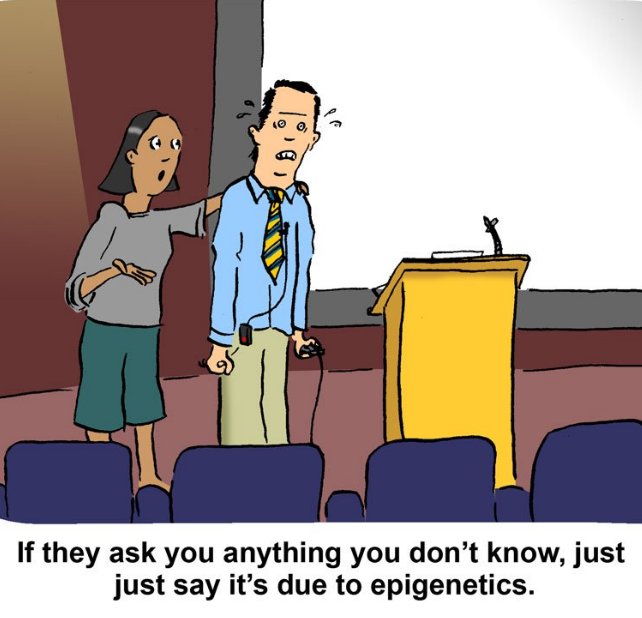 If they ask you anything you don’t know, just
just say it’s due to epigenetics.